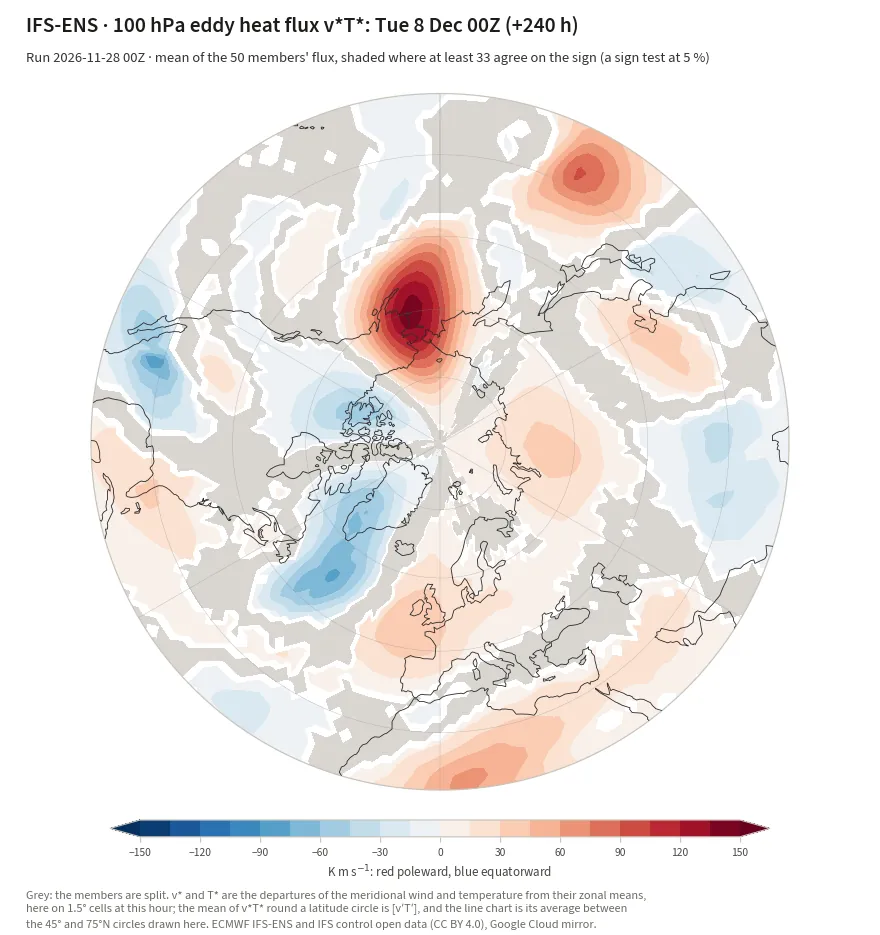 IFS-ENS · 100 hPa eddy heat flux v*T*: Tue 8 Dec 00Z (+240 h)
Run 2026-11-28 00Z · mean of the 50 members' flux, shaded where at least 33 agree on the sign (a sign test at 5 %)
−150 −120 −90 −60 −30 0 30 60 90 120 150
K m s⁻¹: red poleward, blue equatorward
Grey: the members are split. v* and T* are the departures of the meridional wind and temperature from their zonal means,
here on 1.5° cells at this hour; the mean of v*T* round a latitude circle is [v′T′], and the line chart is its average between
the 45° and 75°N circles drawn here. ECMWF IFS-ENS and IFS control open data (CC BY 4.0), Google Cloud mirror.